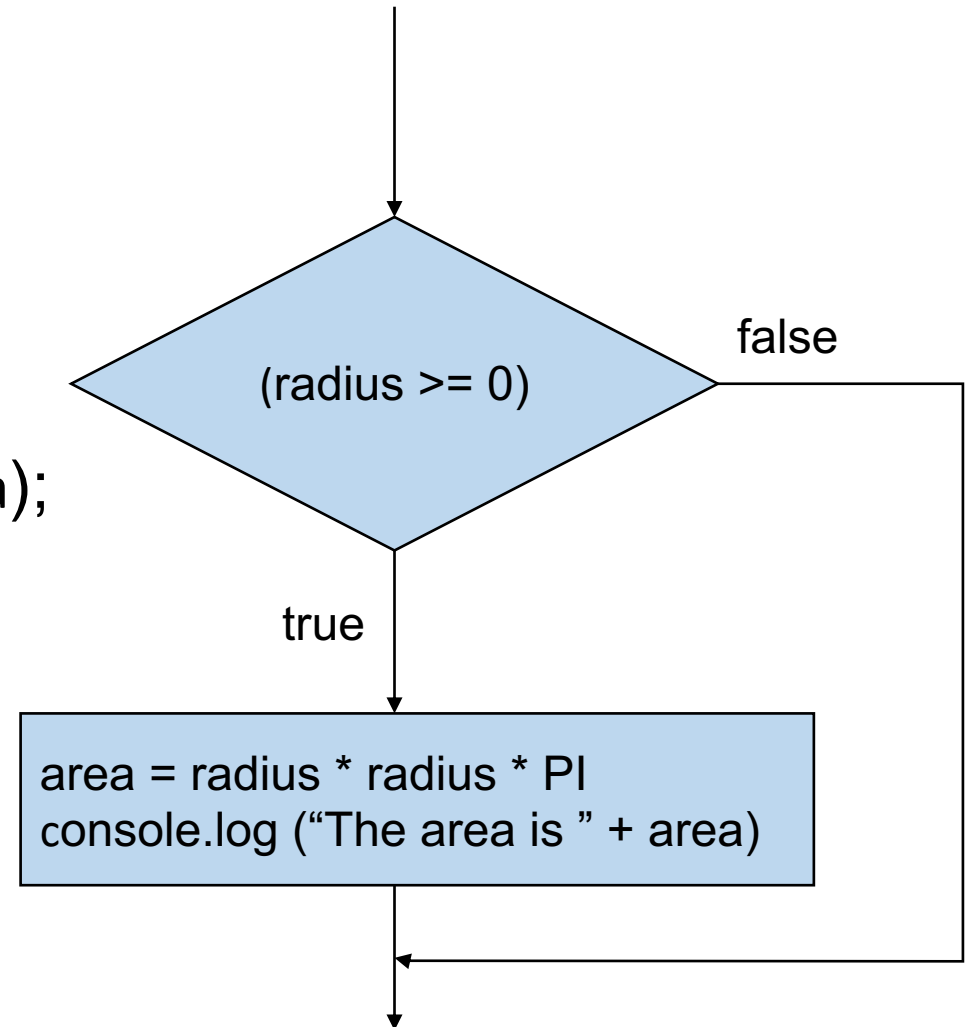 (radius >= 0)
false
);
true
area = radius * radius * PI
console.log (“The area is ” + area)